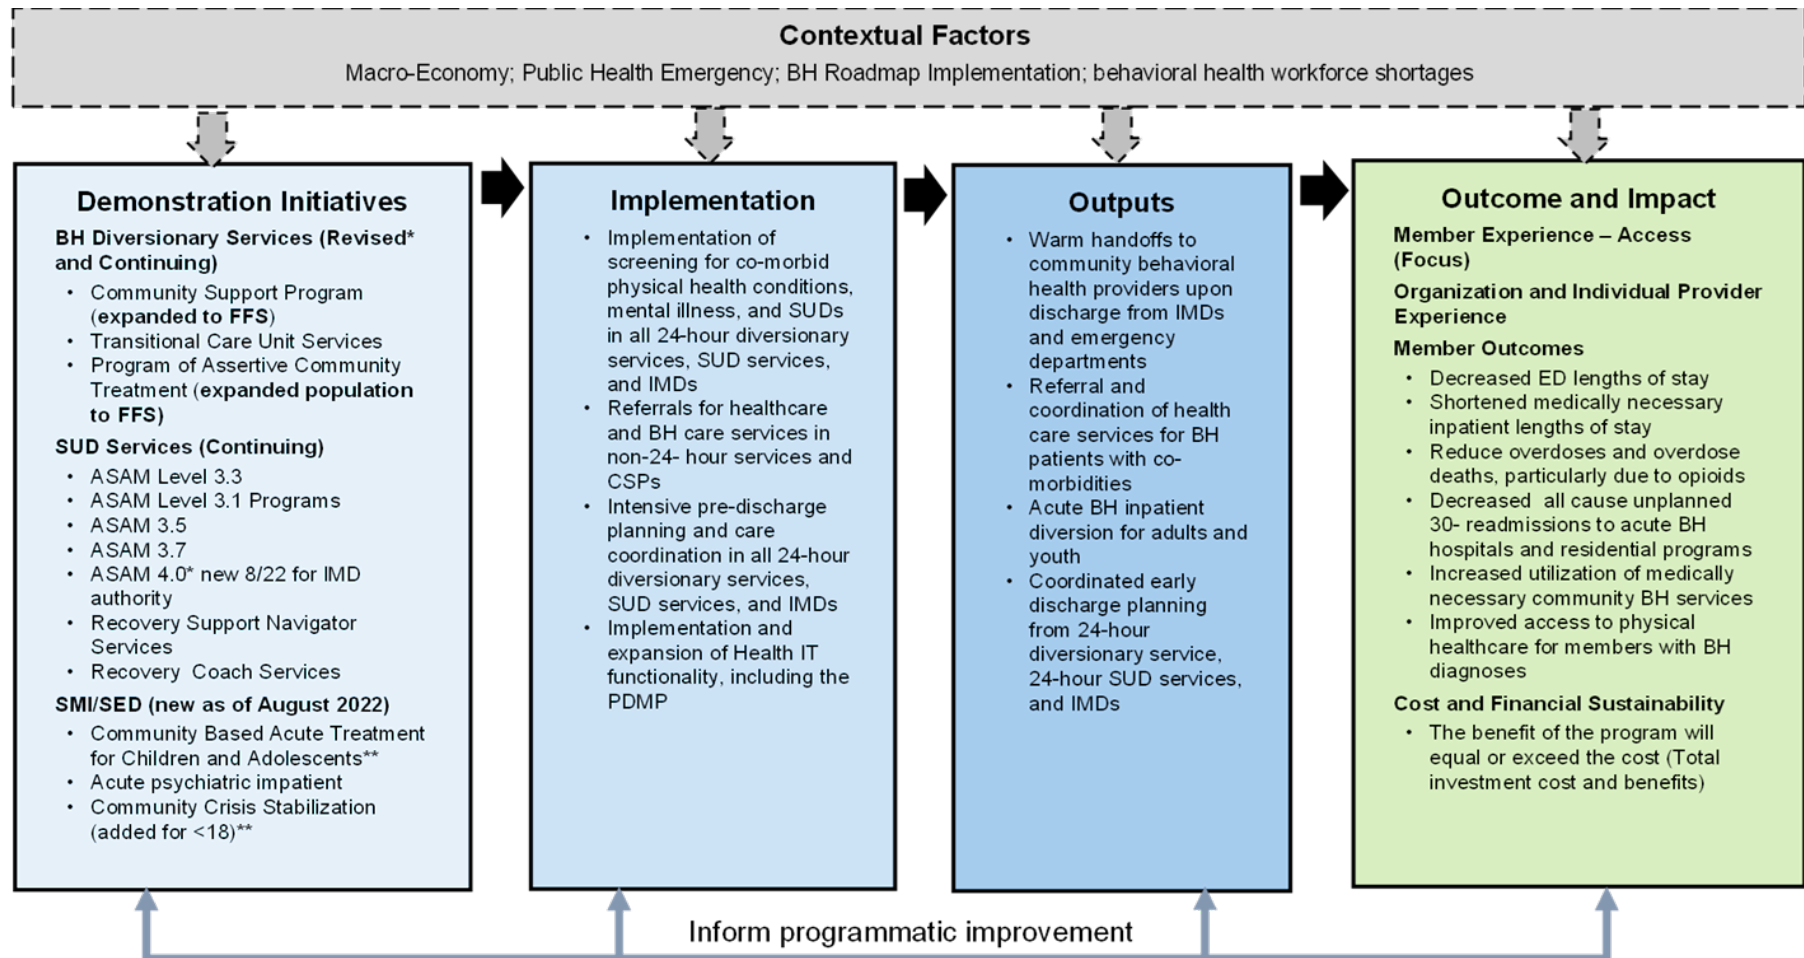 Contextual Factors
Macro-Economy; Public Health Emergency; BH Roadmap Implementation; behavioral health workforce shortages
Demonstration Initiatives
BH Diversionary Services (Revised*
and Continuing)
• Community Support Program
(expanded to FFS)
• Transitional Care Unit Services
• Program of Assertive Community
Treatment (expanded population
to FFS)
SUD Services (Continuing)
• ASAM Level 3.3
• ASAM Level 3.1 Programs
• ASAM 3.5
• ASAM 3.7
• ASAM 4.0* new 8/22 for IMD
authority
• Recovery Support Navigator
Services
• Recovery Coach Services
SMI/SED (new as of August 2022)
• Community Based Acute Treatment
for Children and Adolescents**
• Acute psychiatric impatient
• Community Crisis Stabilization
(added for <18)**
Implementation
• Implementation of
screening for co-morbid
physical health conditions,
mental illness, and SUDs
in all 24-hour diversionary
services, SUD services,
and IMDs
• Referrals for healthcare
and BH care services in
non-24- hour services and
CSPs
• Intensive pre-discharge
planning and care
coordination in all 24-hour
diversionary services,
SUD services, and IMDs
• Implementation and
expansion of Health IT
functionality, including the
PDMP
Outputs
• Warm handoffs to
community behavioral
health providers upon
discharge from IMDs
and emergency
departments
• Referral and
coordination of health
care services for BH
patients with co-
morbidities
• Acute BH inpatient
diversion for adults and
youth
• Coordinated early
discharge planning
from 24-hour
diversionary service,
24-hour SUD services,
and IMDs
Outcome and Impact
Member Experience – Access
(Focus)
Organization and Individual Provider
Experience
Member Outcomes
• Decreased ED lengths of stay
• Shortened medically necessary
inpatient lengths of stay
• Reduce overdoses and overdose
deaths, particularly due to opioids
• Decreased all cause unplanned
30- readmissions to acute BH
hospitals and residential programs
• Increased utilization of medically
necessary community BH services
• Improved access to physical
healthcare for members with BH
diagnoses
Cost and Financial Sustainability
• The benefit of the program will
equal or exceed the cost (Total
investment cost and benefits)
Inform programmatic improvement